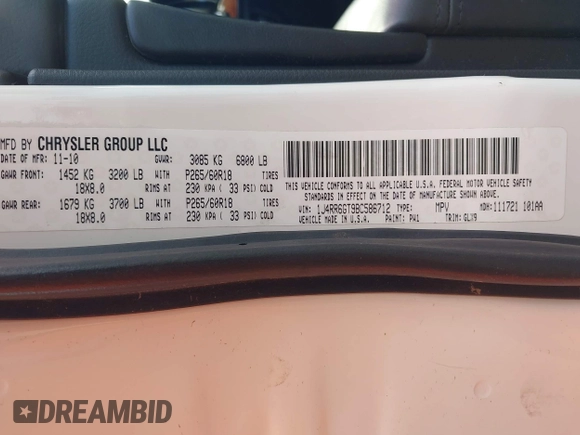 MFD BY CHRYSLER GROUP LLC
DATE OF MFR: 11-10 GVWR: 3085 KG 6800 LB
GAWR FRONT: 1452 KG 3200 LB WITH P265/60R18 TIRES
18X8.0 RIMS AT 230 KPA ( 33 PSI) COLD
GAWR REAR: 1679 KG 3700 LB WITH P265/60R18 TIRES
18X8.0 RIMS AT 230 KPA ( 33 PSI) COLD
THIS VEHICLE CONFORMS TO ALL APPLICABLE U.S.A. FEDERAL MOTOR VEHICLE SAFETY
STANDARDS IN EFFECT ON THE DATE OF MANUFACTURE SHOWN ABOVE.
VIN: 1J4RR6GT9BC586712 TYPE: MPV MDH: 111721 101AA
VEHICLE MADE IN U.S.A. PAINT: PW1 TRIM: GLX9
DREAMBID